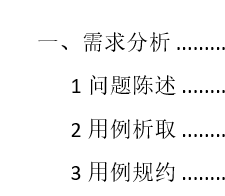 一、需求分析 .........
1 问题陈述 ........
2 用例析取 ........
3 用例规约 ........